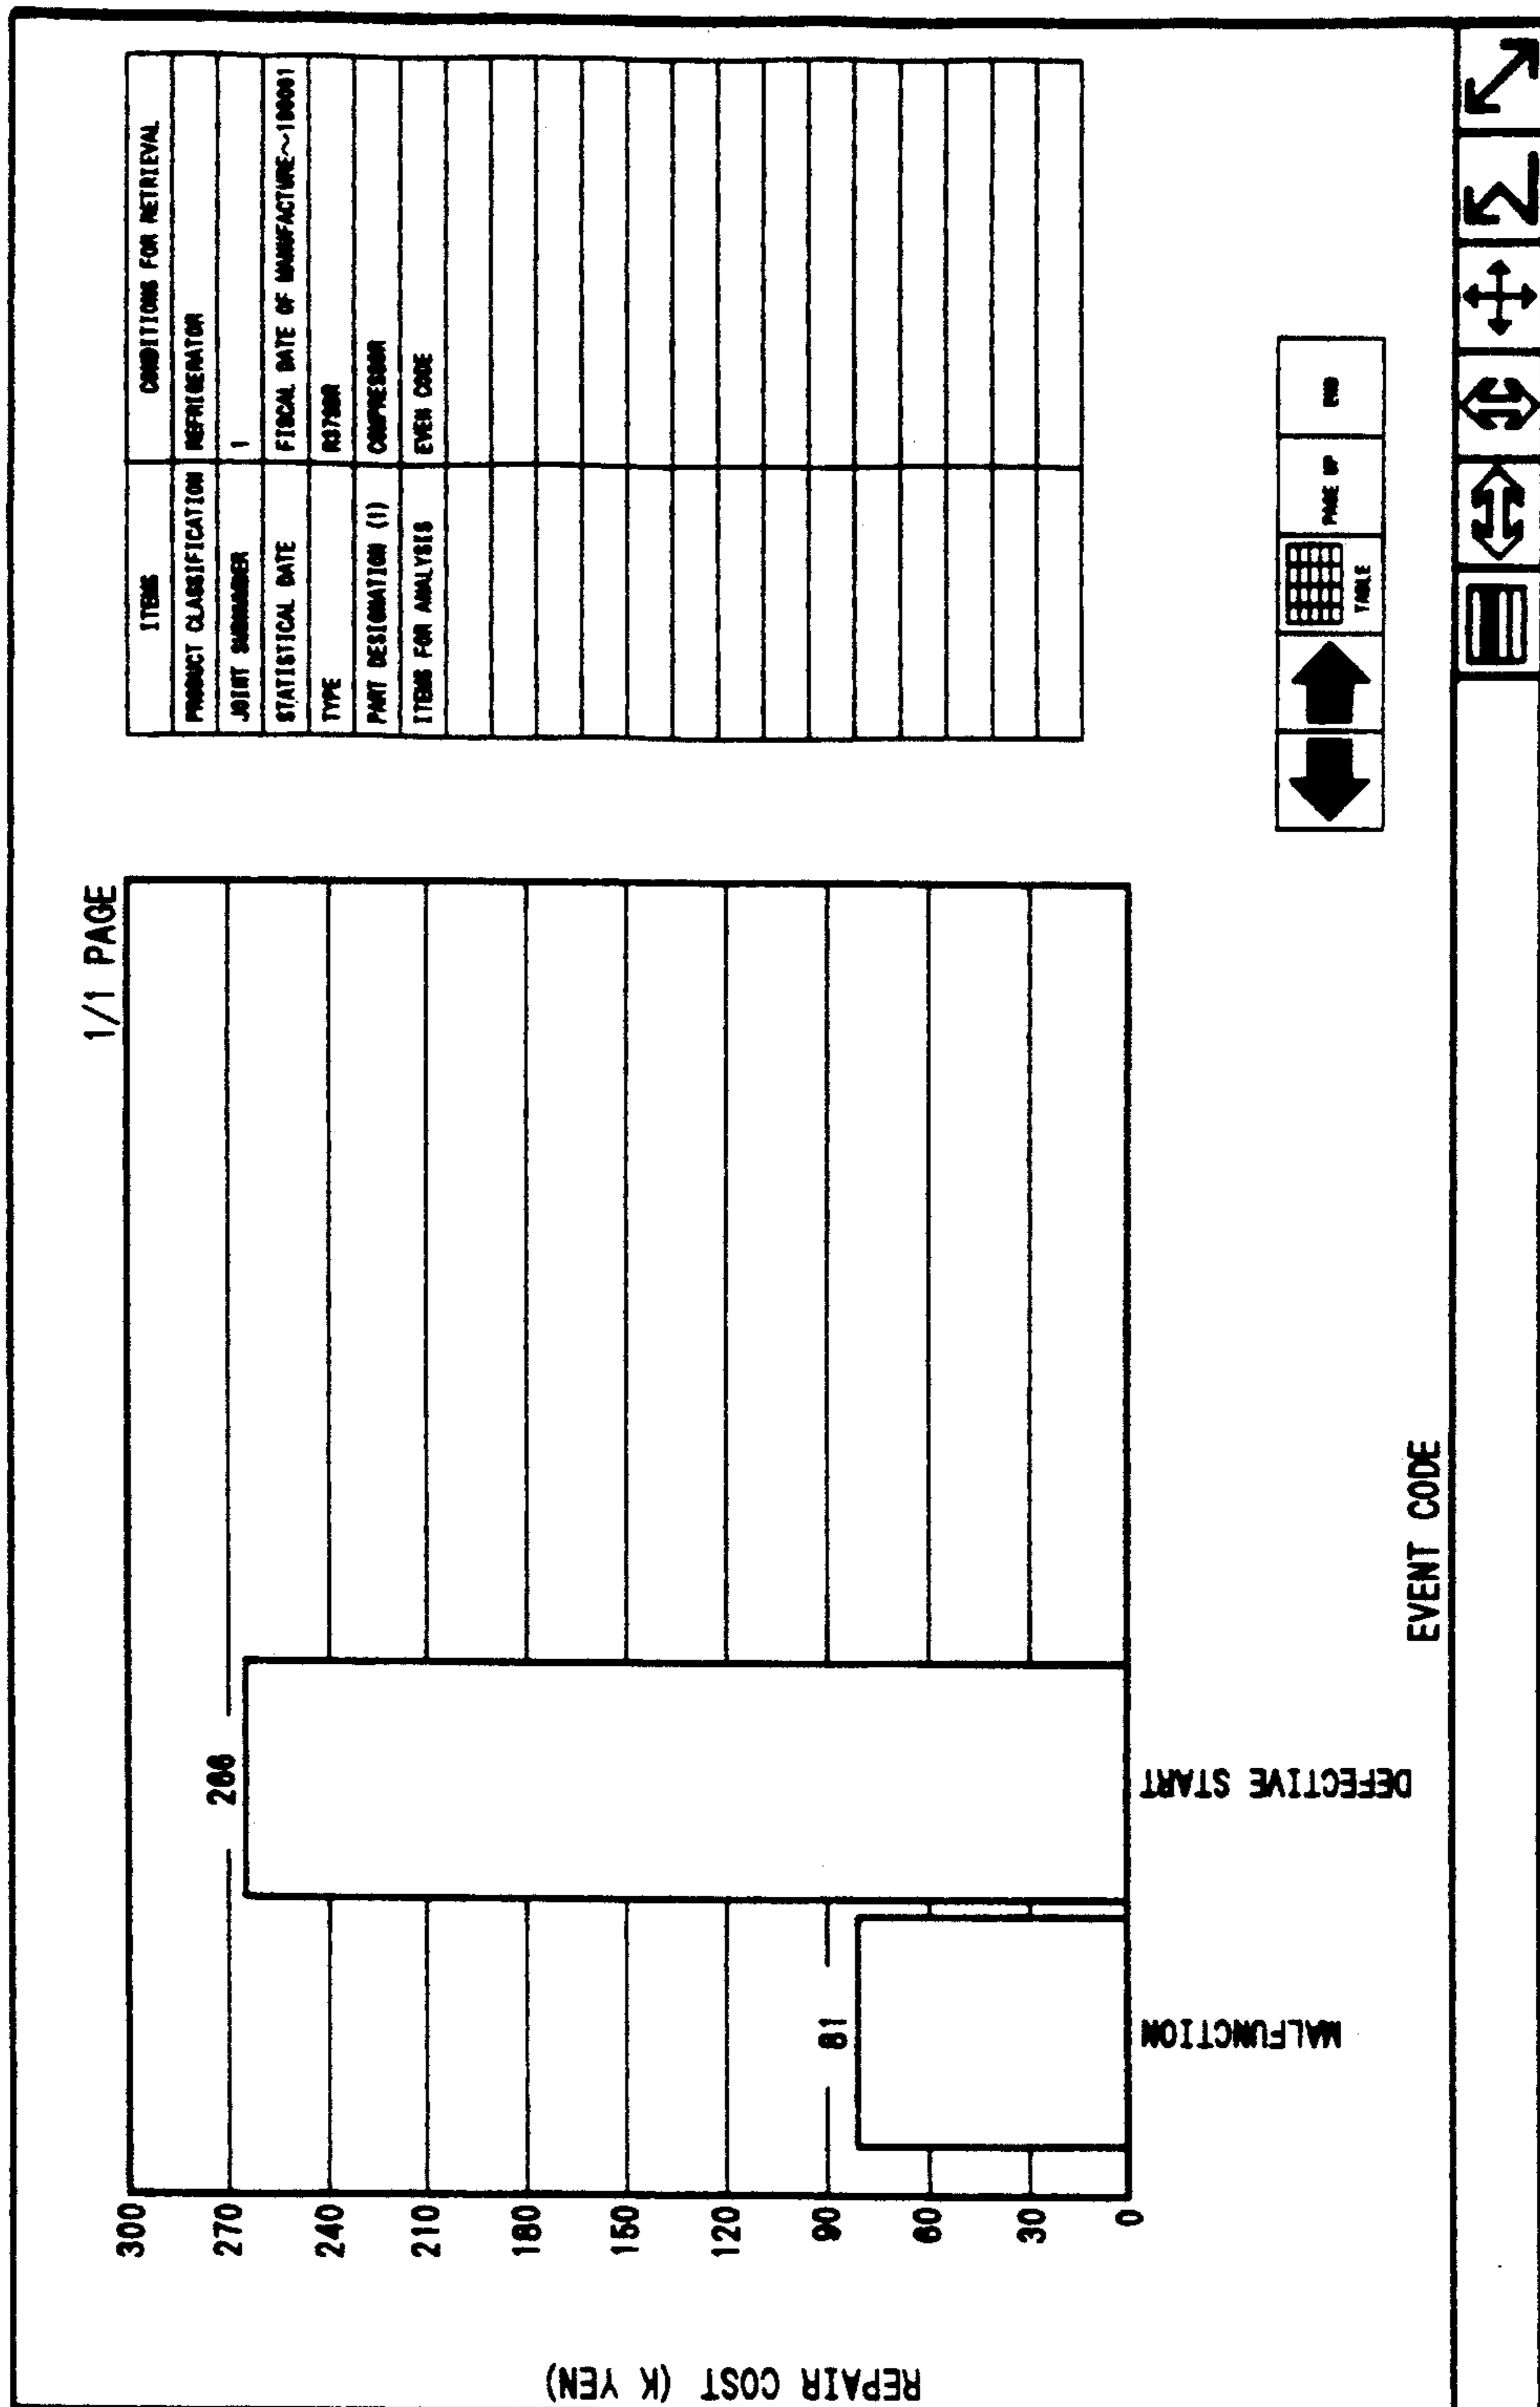 1/1 PAGE
REPAIR COST (K YEN)
300
270
240
210
180
150
120
90
60
30
0
266
81
MALFUNCTION
DEFECTIVE START
EVENT CODE
ITEMS CONDITIONS FOR RETRIEVAL
PRODUCT CLASSIFICATION REFRIGERATOR
JOINT 1
STATISTICAL DATE FISCAL DATE OF MANUFACTURE~100001
TYPE
PART DESIGNATION (1) COMPRESSOR
ITEMS FOR ANALYSIS EVEN CODE
TABLE
PAGE UP
END